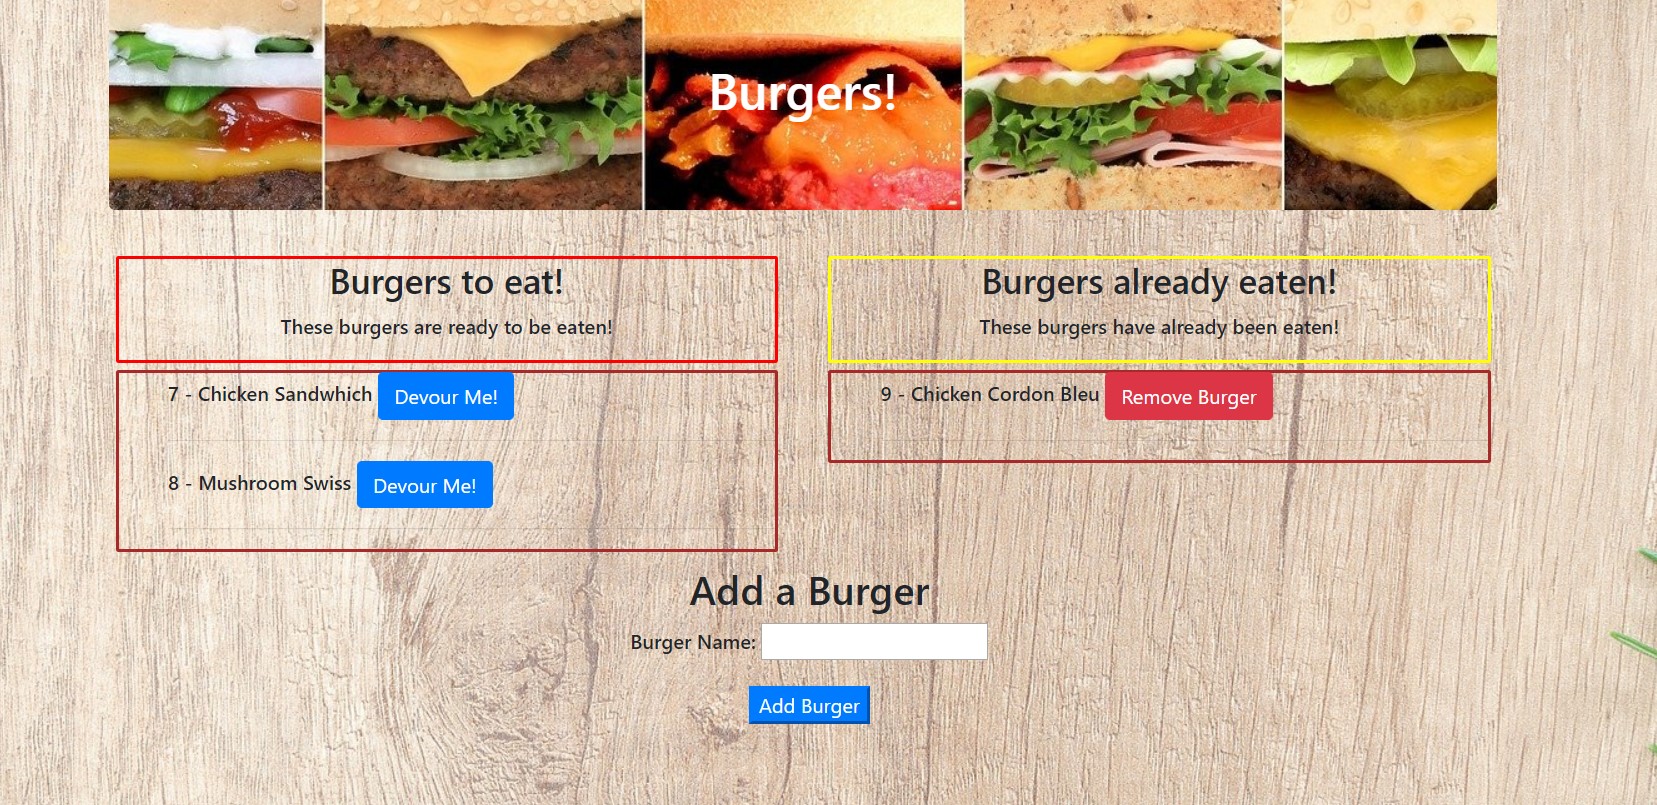 Burgers!
Burgers to eat!
These burgers are ready to be eaten!
7 - Chicken Sandwhich Devour Me!
8 - Mushroom Swiss Devour Me!
Burgers already eaten!
These burgers have already been eaten!
9 - Chicken Cordon Bleu Remove Burger
Add a Burger
Burger Name:
Add Burger